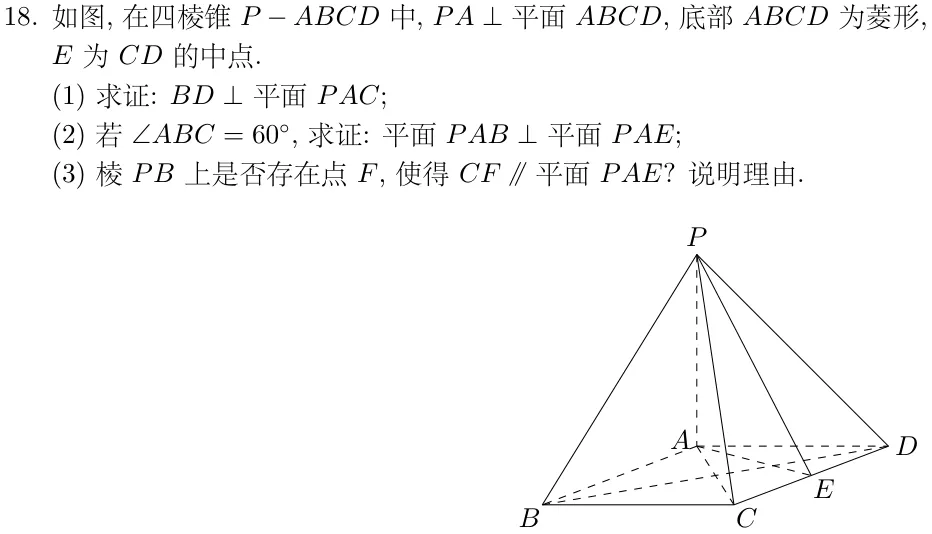 18. 如图, 在四棱锥 P − ABCD 中, PA ⊥ 平面 ABCD, 底部 ABCD 为菱形,
E 为 CD 的中点.
(1) 求证: BD ⊥ 平面 PAC;
(2) 若 ∠ABC = 60°, 求证: 平面 PAB ⊥ 平面 PAE;
(3) 棱 PB 上是否存在点 F, 使得 CF ∥ 平面 PAE? 说明理由.
P
A
D
E
B
C